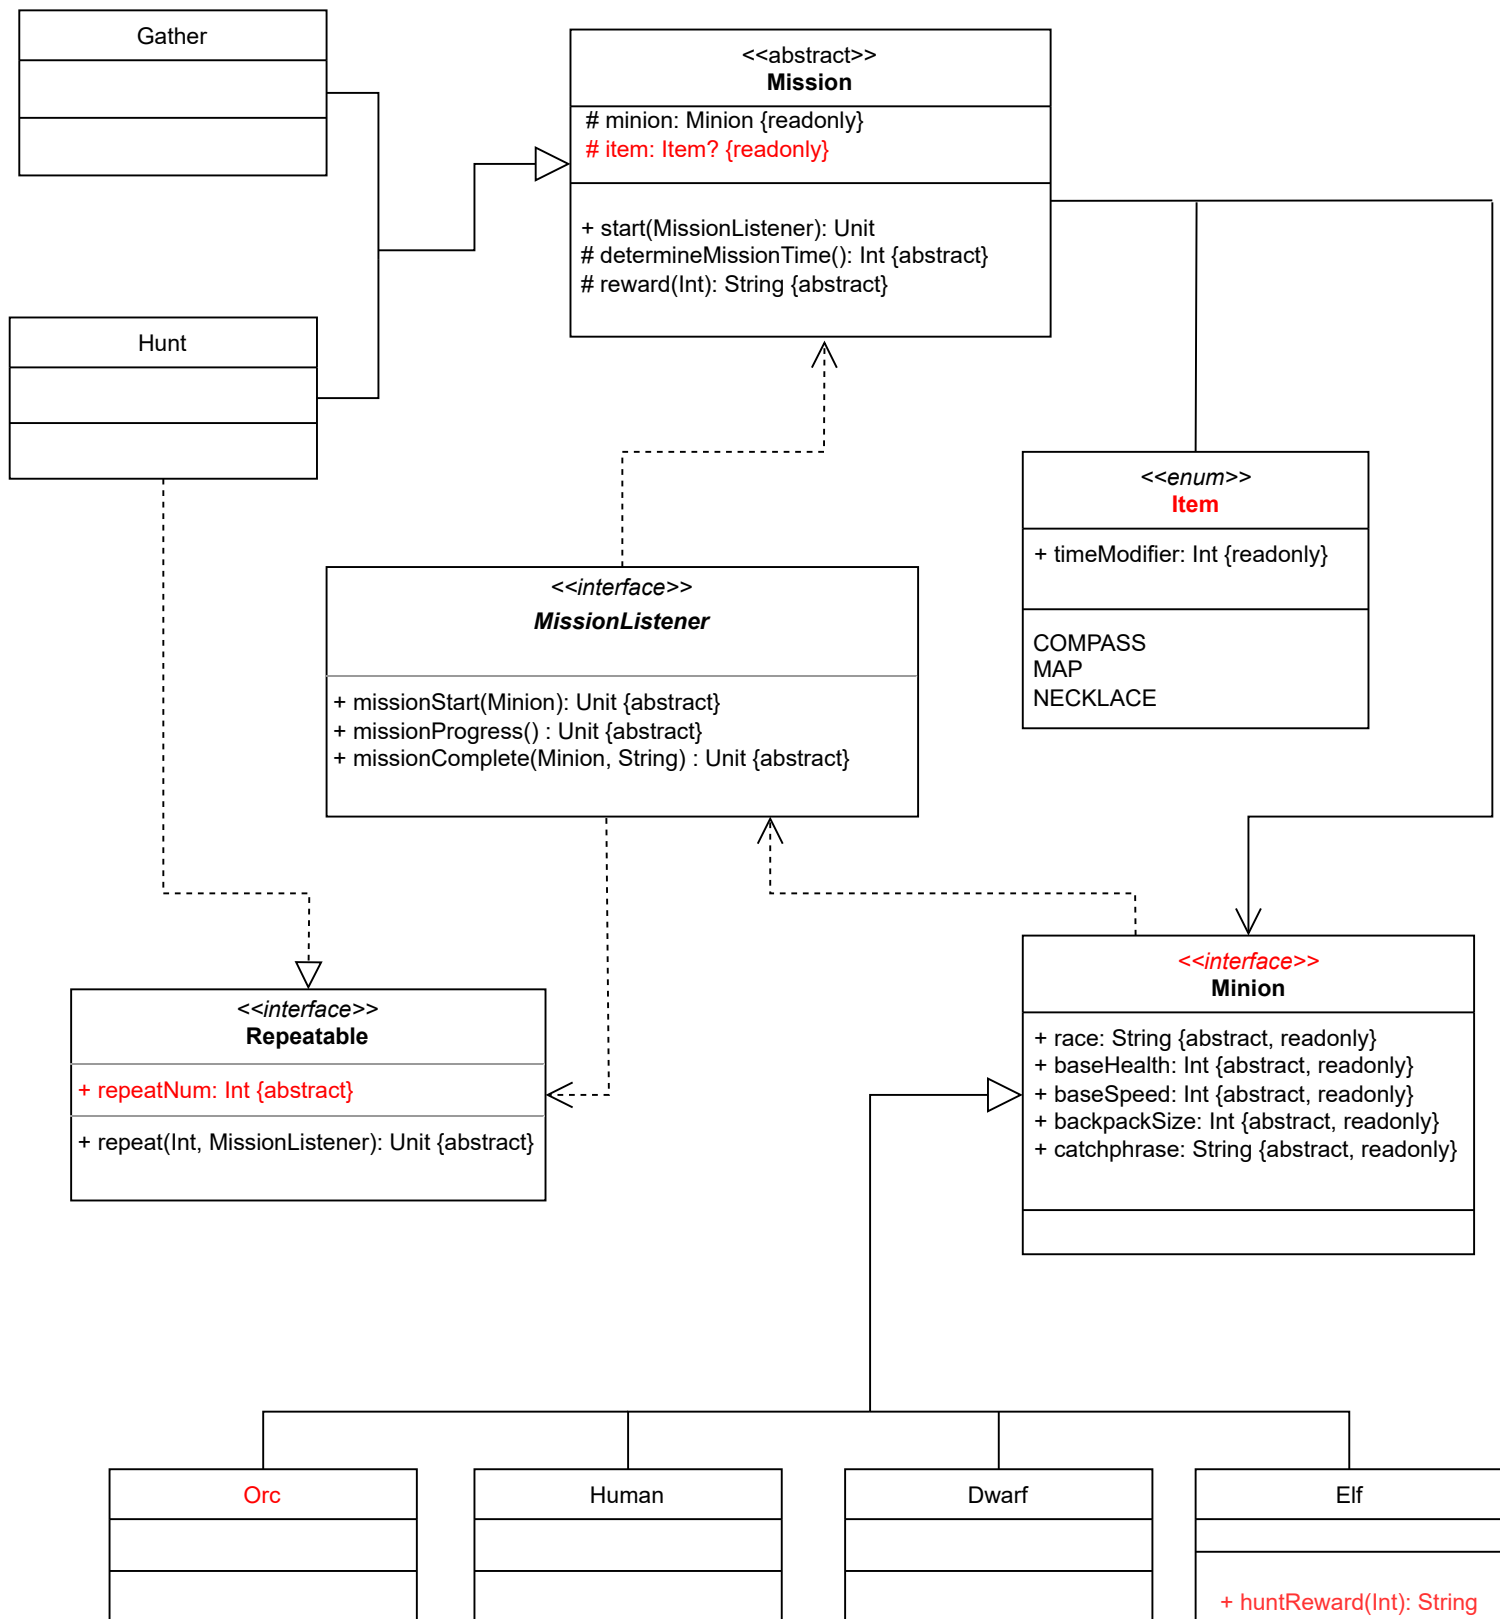 Gather
<<abstract>>
Mission
# minion: Minion {readonly}
# item: Item? {readonly}
+ start(MissionListener): Unit
# determineMissionTime(): Int {abstract}
# reward(Int): String {abstract}
Hunt
<<enum>>
Item
+ timeModifier: Int {readonly}
COMPASS
MAP
NECKLACE
<<interface>>
MissionListener
+ missionStart(Minion): Unit {abstract}
+ missionProgress() : Unit {abstract}
+ missionComplete(Minion, String) : Unit {abstract}
<<interface>>
Repeatable
+ repeatNum: Int {abstract}
+ repeat(Int, MissionListener): Unit {abstract}
<<interface>>
Minion
+ race: String {abstract, readonly}
+ baseHealth: Int {abstract, readonly}
+ baseSpeed: Int {abstract, readonly}
+ backpackSize: Int {abstract, readonly}
+ catchphrase: String {abstract, readonly}
Orc
Human
Dwarf
Elf
+ huntReward(Int): String